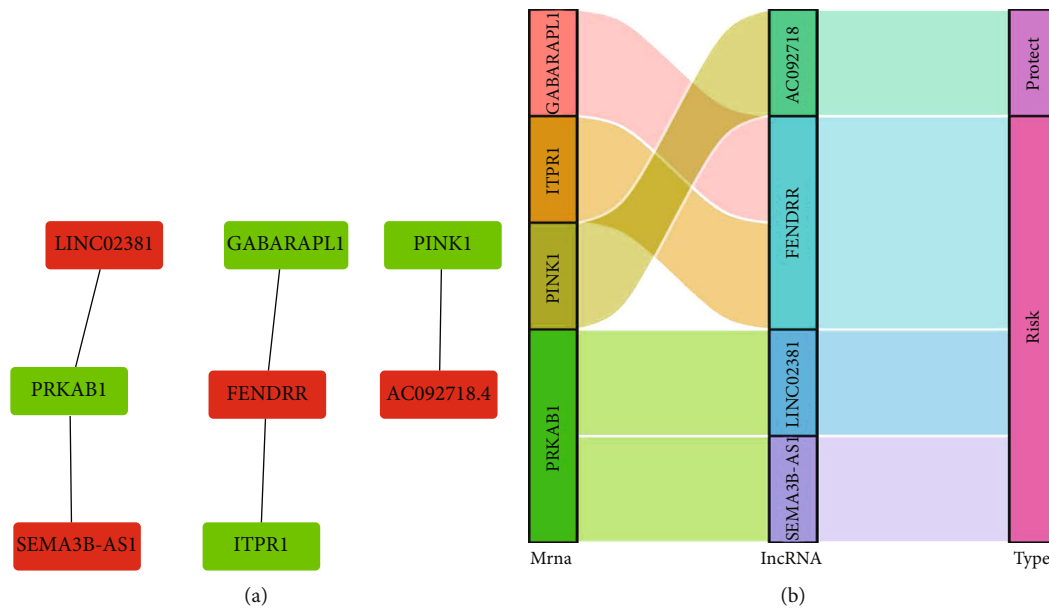 LINC02381
GABARAPL1
PINK1
PRKAB1
FENDRR
AC092718.4
SEMA3B-AS1
ITPR1
(a)
GABARAPL1
ITPR1
PINK1
PRKAB1
AC092718
FENDRR
LINC02381
SEMA3B-AS1
Protect
Risk
Mrna
IncRNA
Type
(b)